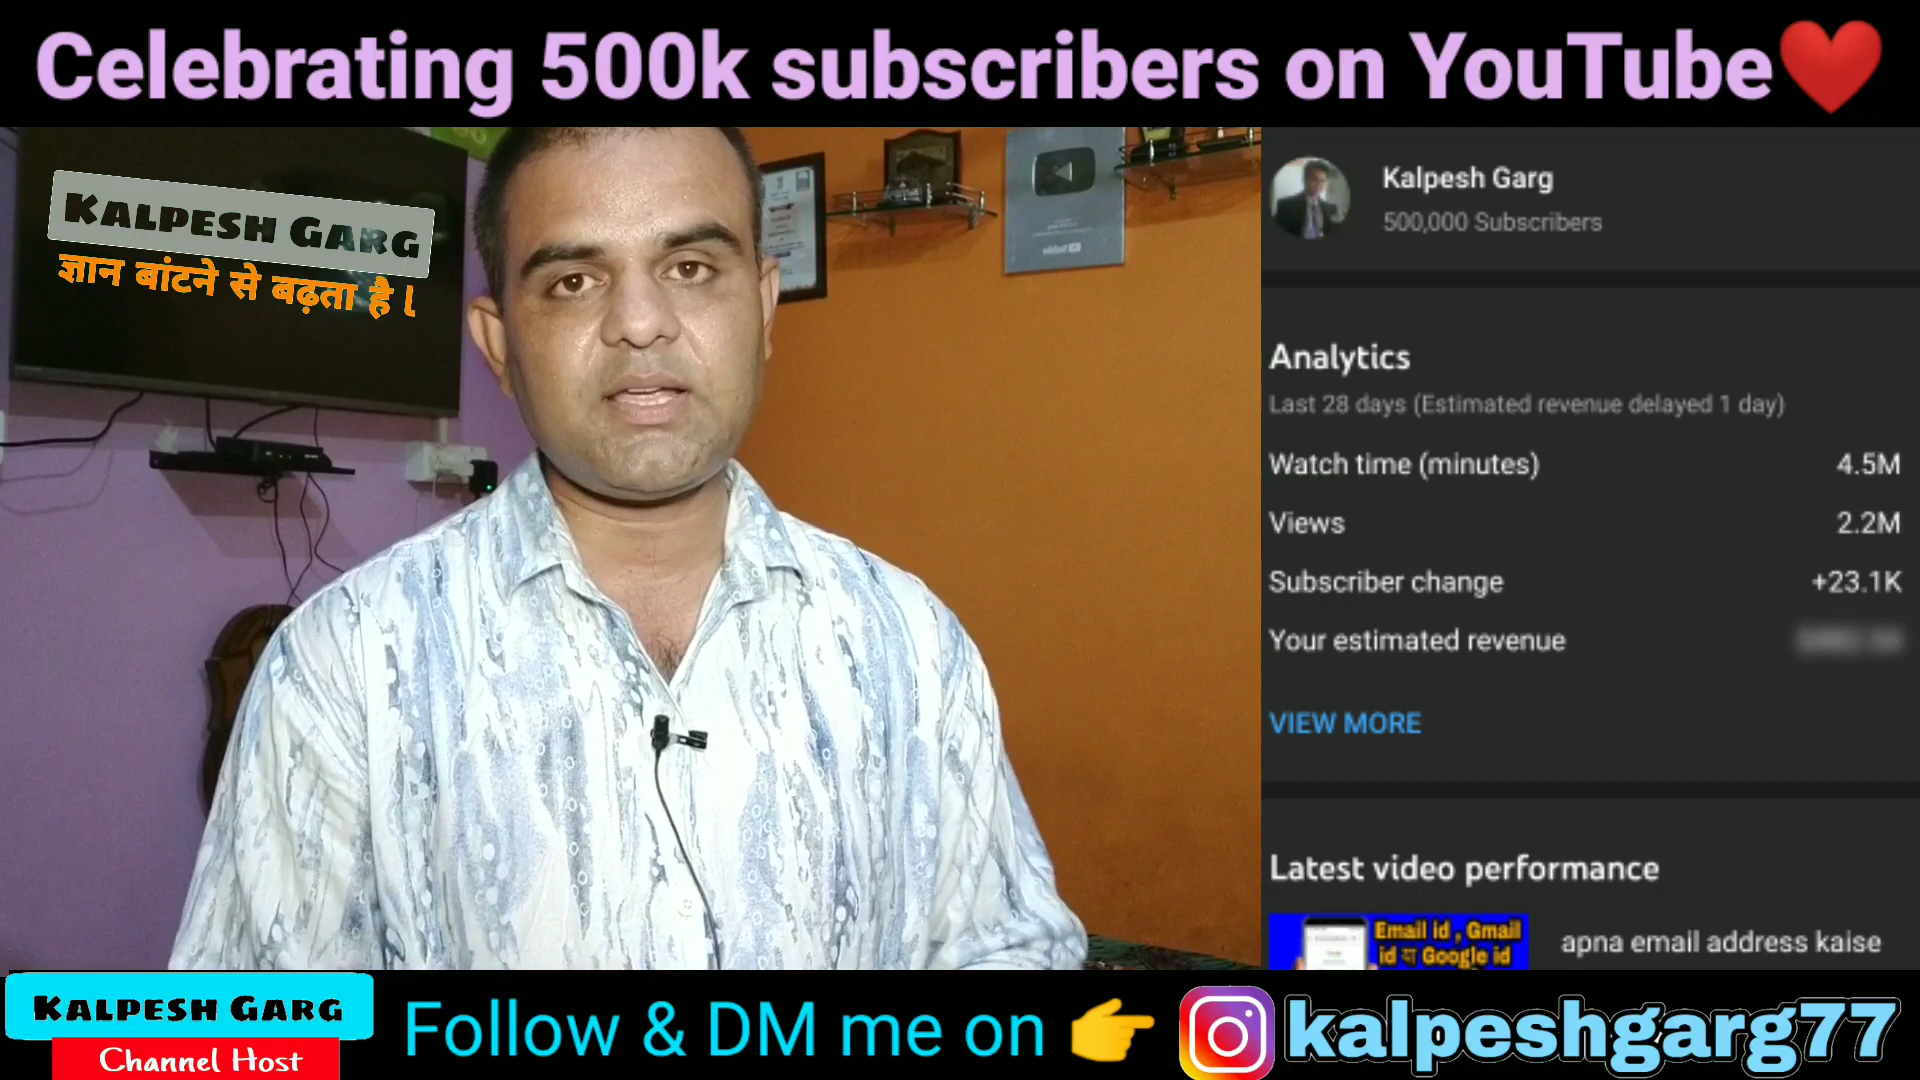 Celebrating 500k subscribers on YouTube❤️
KALPESH GARG
ज्ञान बांटने से बढ़ता है l
Kalpesh Garg
500,000 Subscribers
Analytics
Last 28 days (Estimated revenue delayed 1 day)
Watch time (minutes) 4.5M
Views 2.2M
Subscriber change +23.1K
Your estimated revenue
VIEW MORE
Latest video performance
Email id , Gmail
id या Google id
apna email address kaise
KALPESH GARG
Channel Host
Follow & DM me on 👉 kalpeshgarg77